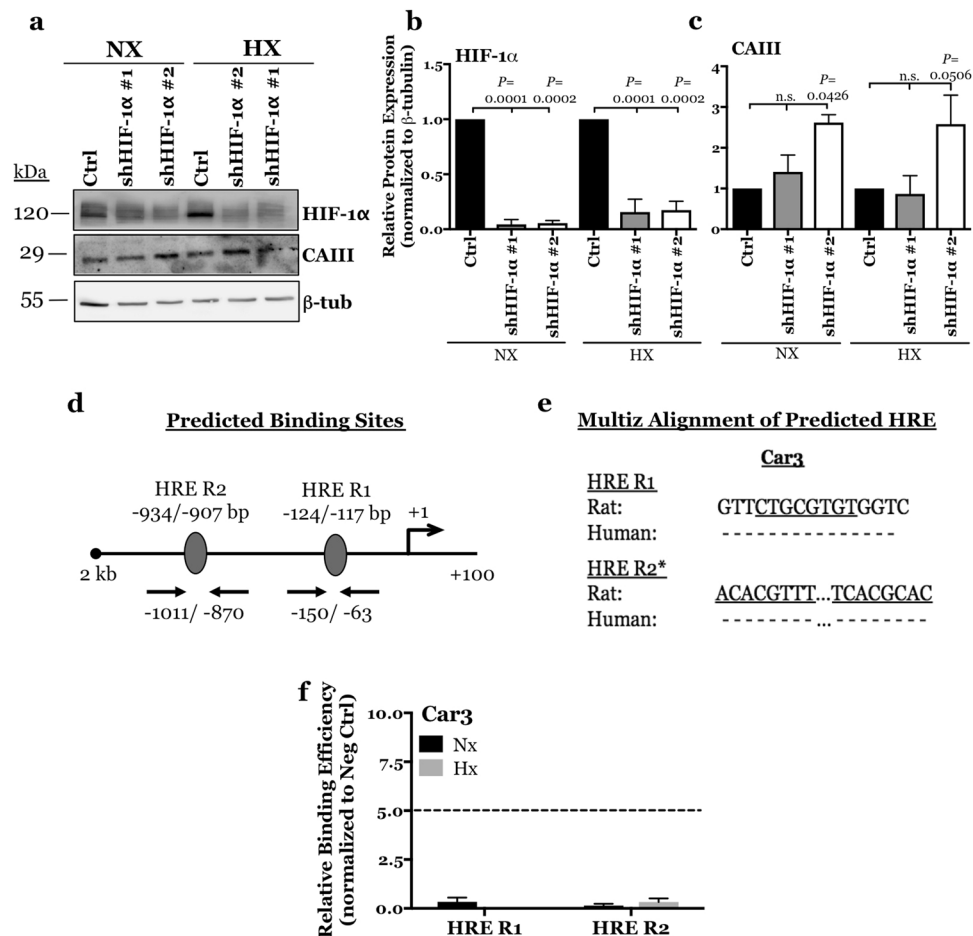 a
NX HX
Ctrl
shHIF-1α #1
shHIF-1α #2
Ctrl
shHIF-1α #2
shHIF-1α #1
kDa
120
HIF-1α
29
CAIII
55
β-tub
b
HIF-1α
Relative Protein Expression
(normalized to β-tubulin)
1.5
1.0
0.5
0.0
P=
0.0001
P=
0.0002
P=
0.0001
P=
0.0002
Ctrl
shHIF-1α #1
shHIF-1α #2
Ctrl
shHIF-1α #1
shHIF-1α #2
NX
HX
c
CAIII
4
3
2
1
0
n.s.
P=
0.0426
n.s.
P=
0.0506
Ctrl
shHIF-1α #1
shHIF-1α #2
Ctrl
shHIF-1α #1
shHIF-1α #2
NX
HX
d
Predicted Binding Sites
HRE R2
-934/-907 bp
HRE R1
-124/-117 bp
+1
2 kb
+100
-1011/ -870
-150/ -63
e
Multiz Alignment of Predicted HRE
Car3
HRE R1
Rat: GTTCTGCGTGTGGTC
Human: - - - - - - - - - - - - - - -
HRE R2*
Rat: ACACGTTT...TCACGCAC
Human: - - - - - - - - ... - - - - - - - -
f
Relative Binding Efficiency
(normalized to Neg Ctrl)
10.0
7.5
5.0
2.5
0.0
Car3
Nx
Hx
HRE R1
HRE R2